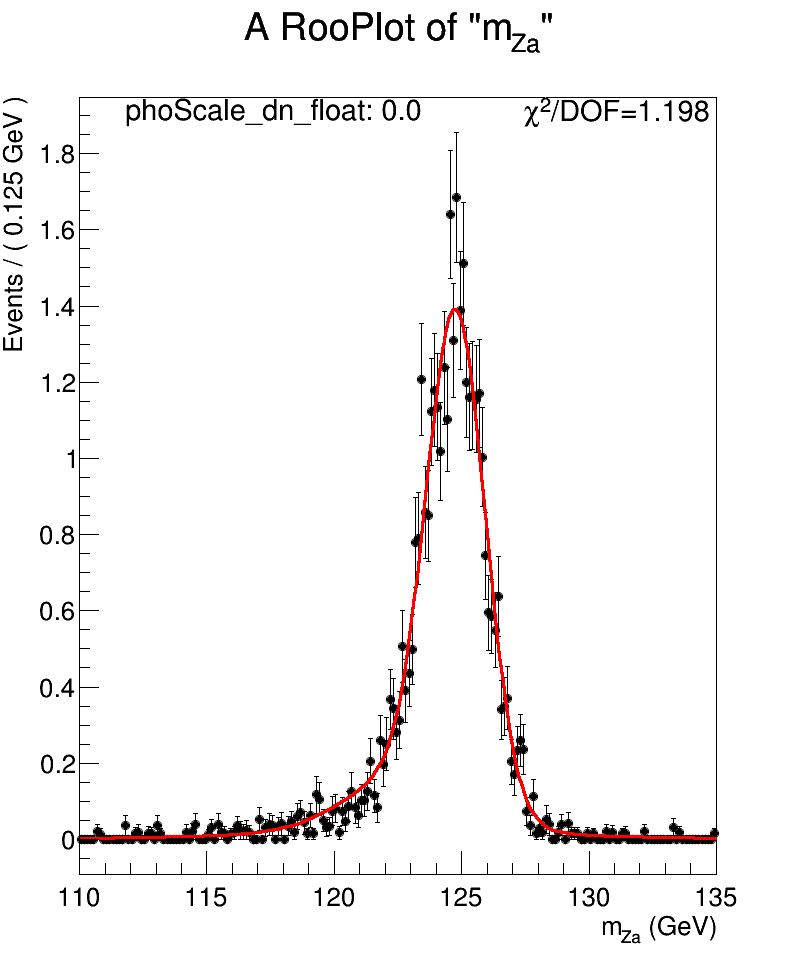 A RooPlot of "m_Za"
phoScale_dn_float: 0.0
χ²/DOF=1.198
Events / ( 0.125 GeV )
1.8
1.6
1.4
1.2
1
0.8
0.6
0.4
0.2
0
110 115 120 125 130 135
m_Za (GeV)